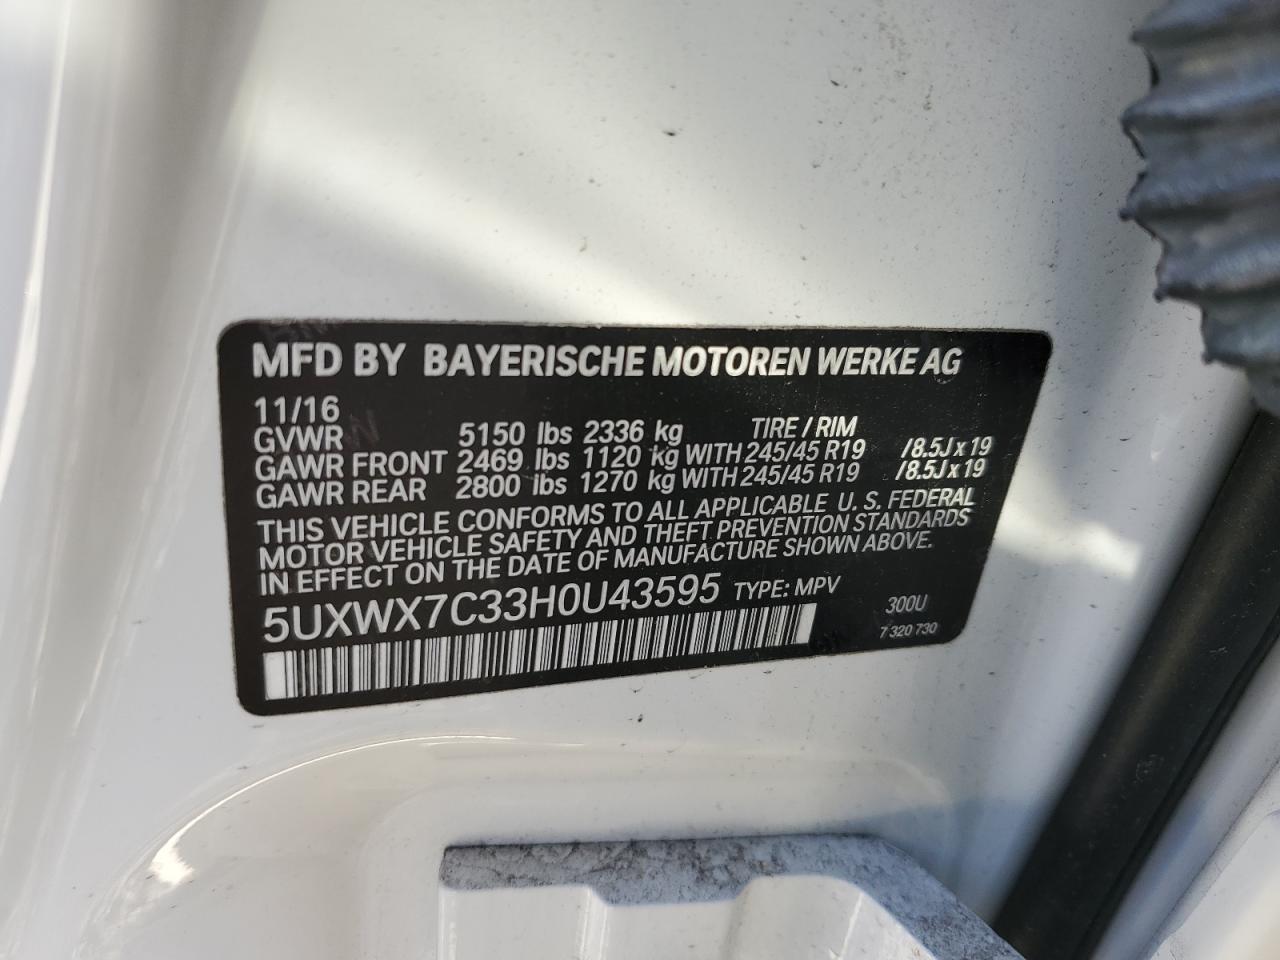 MFD BY BAYERISCHE MOTOREN WERKE AG
11/16
GVWR 5150 lbs 2336 kg TIRE / RIM
GAWR FRONT 2469 lbs 1120 kg WITH 245/45 R19 /8.5J x 19
GAWR REAR 2800 lbs 1270 kg WITH 245/45 R19 /8.5J x 19
THIS VEHICLE CONFORMS TO ALL APPLICABLE U. S. FEDERAL
MOTOR VEHICLE SAFETY AND THEFT PREVENTION STANDARDS
IN EFFECT ON THE DATE OF MANUFACTURE SHOWN ABOVE.
5UXWX7C33H0U43595 TYPE: MPV
300U
7 320 730